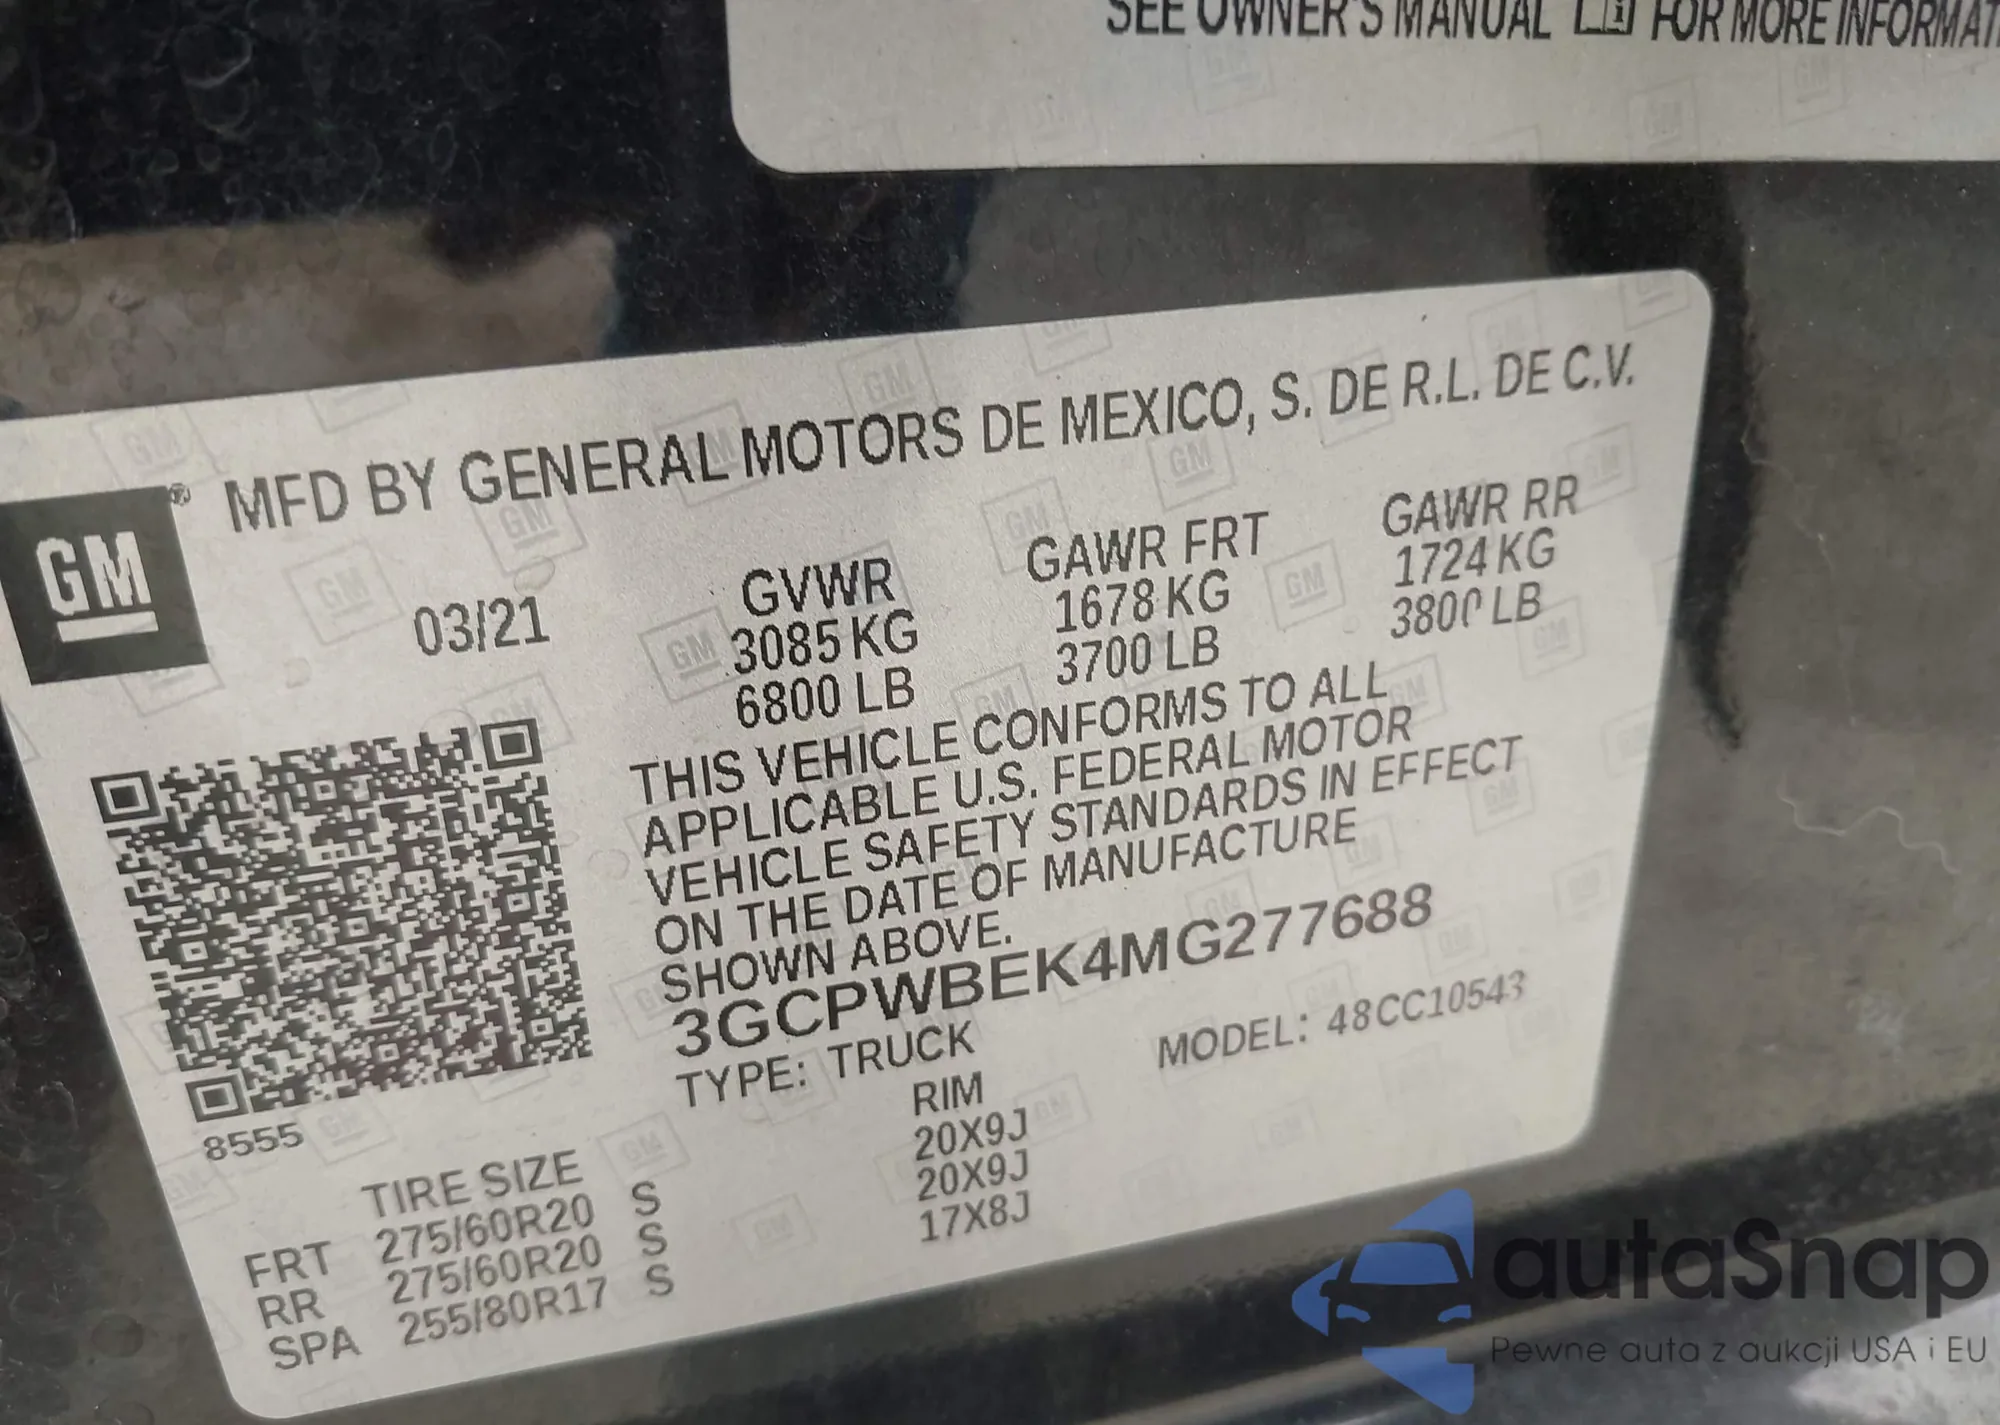 SEE OWNER'S MANUAL FOR MORE INFORMATI
MFD BY GENERAL MOTORS DE MEXICO, S. DE R.L. DE C.V.
GM ®
03/21
GVWR GAWR FRT GAWR RR
3085 KG 1678 KG 1724 KG
6800 LB 3700 LB 3800 LB
THIS VEHICLE CONFORMS TO ALL
APPLICABLE U.S. FEDERAL MOTOR
VEHICLE SAFETY STANDARDS IN EFFECT
ON THE DATE OF MANUFACTURE
SHOWN ABOVE.
3GCPWBEK4MG277688
TYPE: TRUCK MODEL: 48CC10543
8555
TIRE SIZE RIM
FRT 275/60R20 S 20X9J
RR 275/60R20 S 20X9J
SPA 255/80R17 S 17X8J
autaSnap
Pewne auta z aukcji USA i EU